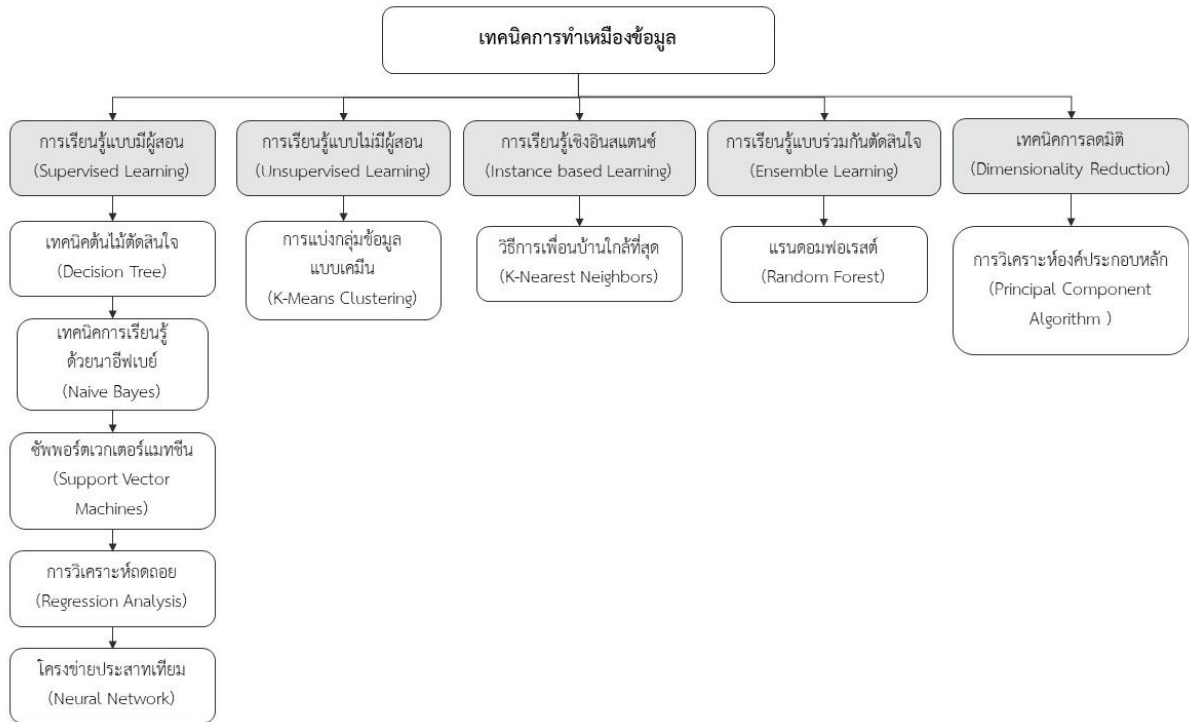 เทคนิคการทำเหมืองข้อมูล
การเรียนรู้แบบมีผู้สอน
(Supervised Learning)
การเรียนรู้แบบไม่มีผู้สอน
(Unsupervised Learning)
การเรียนรู้เชิงอินสแตนซ์
(Instance based Learning)
การเรียนรู้แบบร่วมกันตัดสินใจ
(Ensemble Learning)
เทคนิคการลดมิติ
(Dimensionality Reduction)
เทคนิคต้นไม้ตัดสินใจ
(Decision Tree)
การแบ่งกลุ่มข้อมูล
แบบเคมีน
(K-Means Clustering)
วิธีการเพื่อนบ้านใกล้ที่สุด
(K-Nearest Neighbors)
แรนดอมฟอเรสต์
(Random Forest)
การวิเคราะห์องค์ประกอบหลัก
(Principal Component
Algorithm )
เทคนิคการเรียนรู้
ด้วยนาอีฟเบย์
(Naive Bayes)
ซัพพอร์ตเวกเตอร์แมทชีน
(Support Vector
Machines)
การวิเคราะห์ถดถอย
(Regression Analysis)
โครงข่ายประสาทเทียม
(Neural Network)